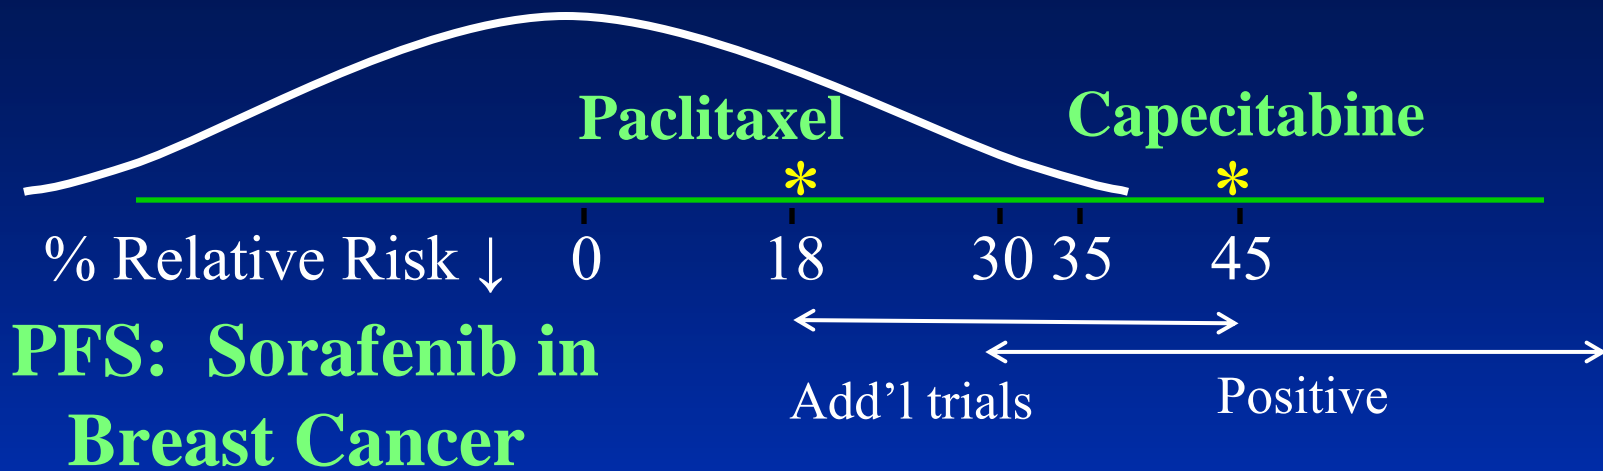 Paclitaxel Capecitabine
* *
% Relative Risk ↓ 0 18 30 35 45
PFS: Sorafenib in
Breast Cancer
Add'l trials Positive